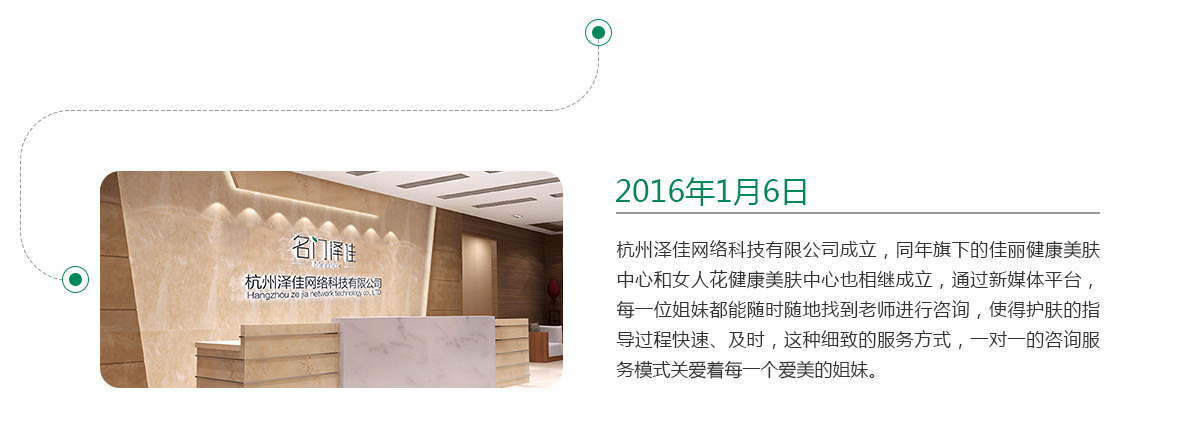 2016年1月6日
杭州泽佳网络科技有限公司成立，同年旗下的佳丽健康美肤
中心和女人花健康美肤中心也相继成立，通过新媒体平台，
每一位姐妹都能随时随地找到老师进行咨询，使得护肤的指
导过程快速、及时，这种细致的服务方式，一对一的咨询服
务模式关爱着每一个爱美的姐妹。
名门泽佳
杭州泽佳网络科技有限公司
Hangzhou ze jia network technology co.,LTD